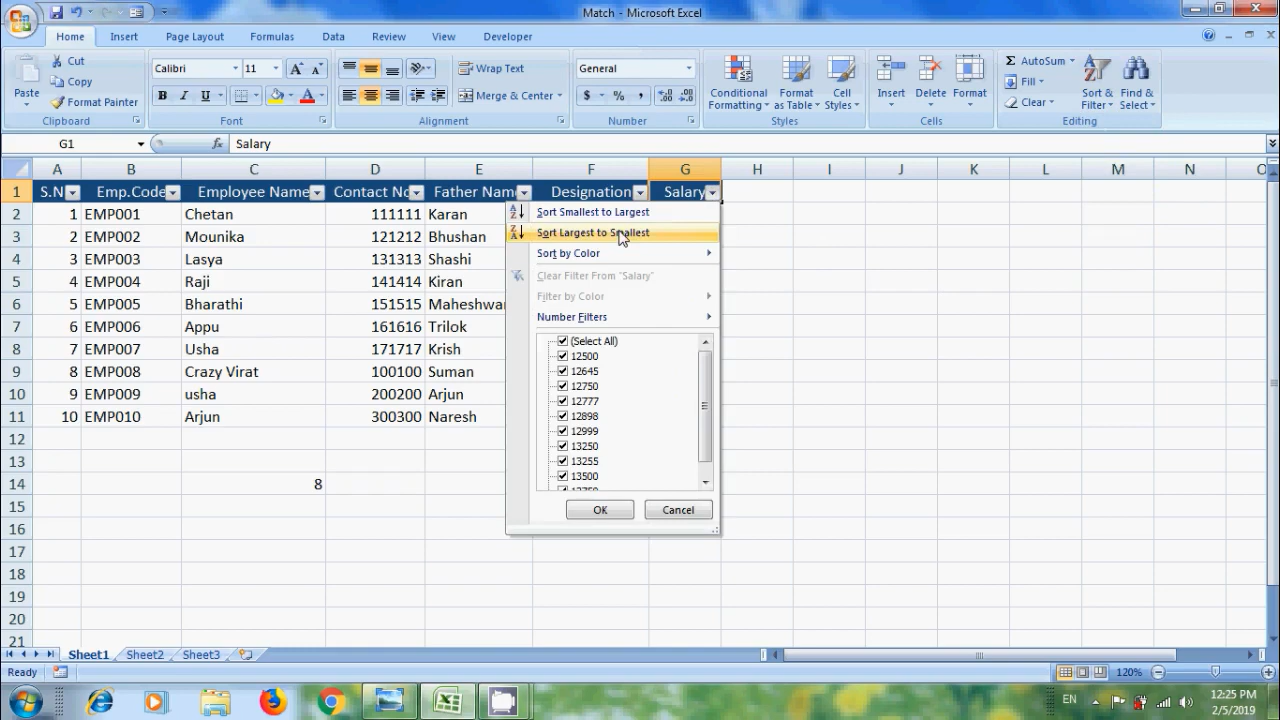 Match - Microsoft Excel
Home Insert Page Layout Formulas Data Review View Developer
Paste
Cut
Copy
Format Painter
Clipboard
Calibri 11
B I U
Font
Wrap Text
Merge & Center
Alignment
General
$ % ,
Number
Conditional Formatting
Format as Table
Cell Styles
Styles
Insert Delete Format
Cells
Σ AutoSum
Fill
Clear
Sort & Filter
Find & Select
Editing
G1 fx Salary
A B C D E F G H I J K L M N O
1 S.N Emp.Code Employee Name Contact No Father Nam Designation Salary
2 1 EMP001 Chetan 111111 Karan
3 2 EMP002 Mounika 121212 Bhushan
4 3 EMP003 Lasya 131313 Shashi
5 4 EMP004 Raji 141414 Kiran
6 5 EMP005 Bharathi 151515 Maheshwa
7 6 EMP006 Appu 161616 Trilok
8 7 EMP007 Usha 171717 Krish
9 8 EMP008 Crazy Virat 100100 Suman
10 9 EMP009 usha 200200 Arjun
11 10 EMP010 Arjun 300300 Naresh
12
13
14 8
15
16
17
18
19
20
21
Sort Smallest to Largest
Sort Largest to Smallest
Sort by Color
Clear Filter From "Salary"
Filter by Color
Number Filters
(Select All)
12500
12645
12750
12777
12898
12999
13250
13255
13500
OK Cancel
Sheet1 Sheet2 Sheet3
Ready 120%
EN 12:25 PM
2/5/2019